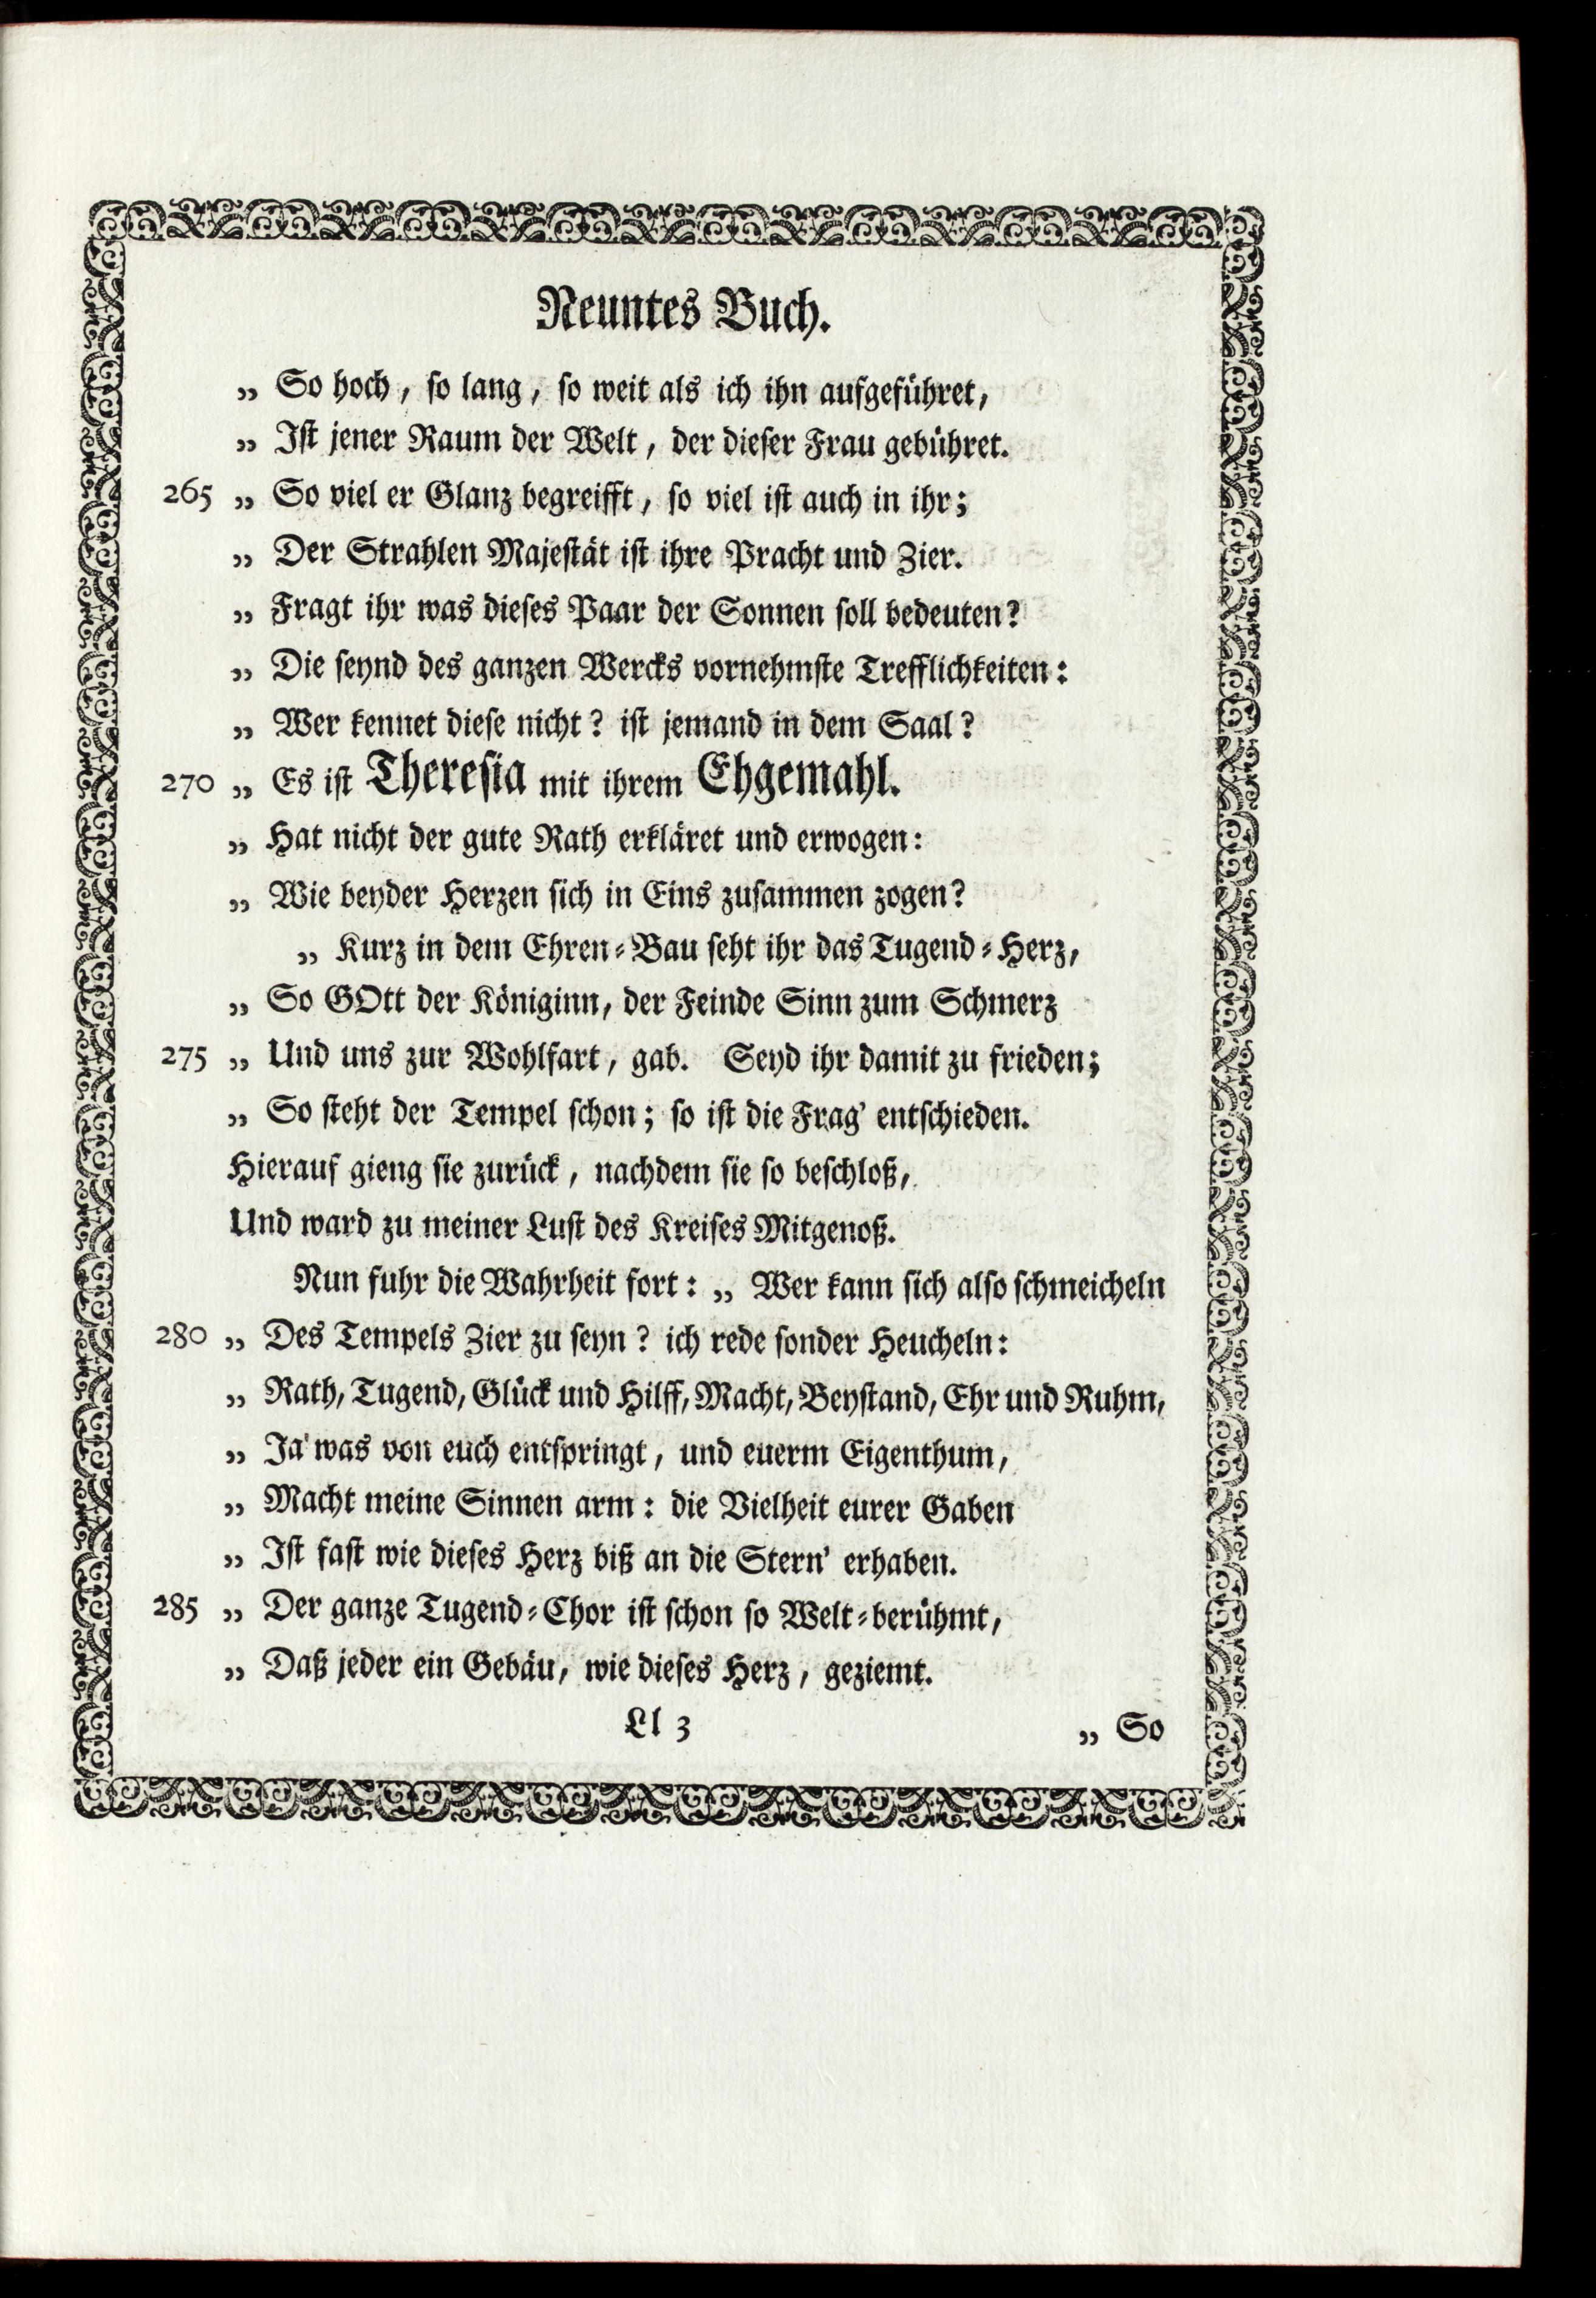 Neuntes Buch.
„ So hoch, so lang, so weit als ich ihn aufgeführet,
„ Ist jener Raum der Welt, der dieser Frau gebühret.
265 „ So viel er Glanz begreifft, so viel ist auch in ihr;
„ Der Strahlen Majestät ist ihre Pracht und Zier.
„ Fragt ihr was dieses Paar der Sonnen soll bedeuten?
„ Die seynd des ganzen Wercks vornehmste Trefflichkeiten:
„ Wer kennet diese nicht? ist jemand in dem Saal?
270 „ Es ist Theresia mit ihrem Ehgemahl.
„ Hat nicht der gute Rath erkläret und erwogen:
„ Wie beyder Herzen sich in Eins zusammen zogen?
„ Kurz in dem Ehren-Bau seht ihr das Tugend-Herz,
„ So GOtt der Königinn, der Feinde Sinn zum Schmerz
275 „ Und uns zur Wohlfart, gab. Seyd ihr damit zu frieden;
„ So steht der Tempel schon; so ist die Frag' entschieden.
Hierauf gieng sie zurück, nachdem sie so beschloß,
Und ward zu meiner Lust des Kreises Mitgenoß.
Nun fuhr die Wahrheit fort: „ Wer kann sich also schmeicheln
280 „ Des Tempels Zier zu seyn? ich rede sonder Heucheln:
„ Rath, Tugend, Glück und Hilff, Macht, Beystand, Ehr und Ruhm,
„ Ja was von euch entspringt, und euerm Eigenthum,
„ Macht meine Sinnen arm: die Vielheit eurer Gaben
„ Ist fast wie dieses Herz biß an die Stern' erhaben.
285 „ Der ganze Tugend-Chor ist schon so Welt-berühmt,
„ Daß jeder ein Gebäu, wie dieses Herz, geziemt.
Ll 3 „ So